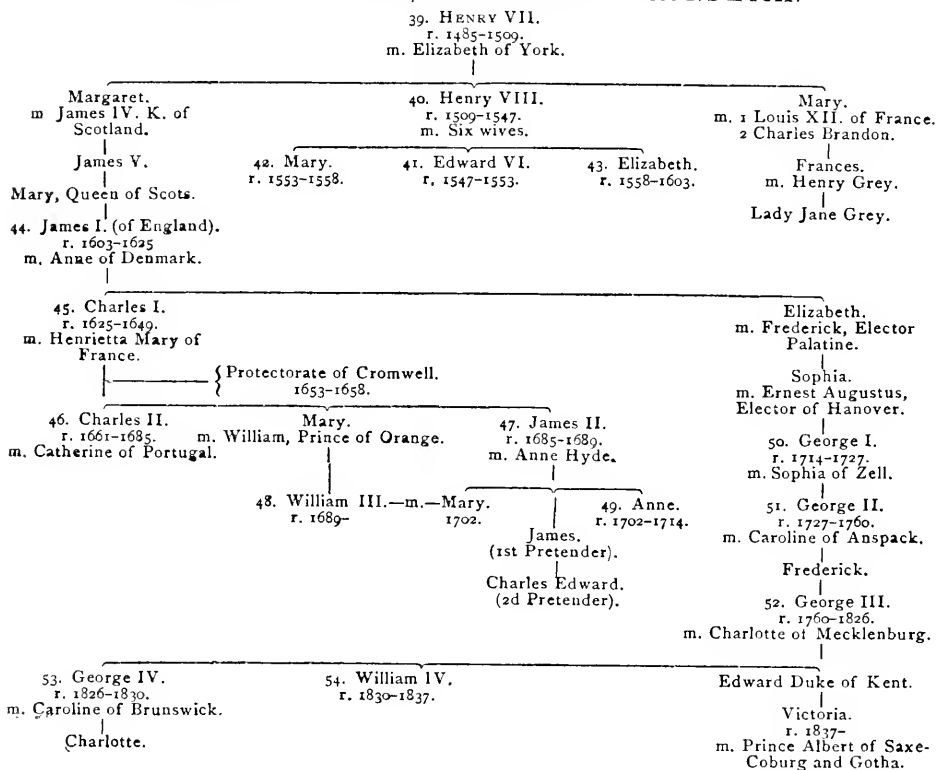 39. HENRY VII.
r. 1485-1509.
m. Elizabeth of York.
Margaret.
m James IV. K. of
Scotland.
40. Henry VIII.
r. 1509-1547.
m. Six wives.
Mary.
m. 1 Louis XII. of France.
2 Charles Brandon.
James V.
42. Mary.
r. 1553-1558.
41. Edward VI.
r. 1547-1553.
43. Elizabeth.
r. 1558-1603.
Frances.
m. Henry Grey.
Mary, Queen of Scots.
Lady Jane Grey.
44. James I. (of England).
r. 1603-1625
m. Anne of Denmark.
45. Charles I.
r. 1625-1649.
m. Henrietta Mary of
France.
Elizabeth.
m. Frederick, Elector
Palatine.
Protectorate of Cromwell.
1653-1658.
Sophia.
m. Ernest Augustus,
Elector of Hanover.
46. Charles II.
r. 1661-1685.
m. Catherine of Portugal.
Mary.
m. William, Prince of Orange.
47. James II.
r. 1685-1689.
m. Anne Hyde.
50. George I.
r. 1714-1727.
m. Sophia of Zell.
48. William III.—m.—Mary.
r. 1689- 1702.
49. Anne.
r. 1702-1714.
51. George II.
r. 1727-1760.
m. Caroline of Anspack.
James.
(1st Pretender).
Charles Edward.
(2d Pretender).
Frederick.
52. George III.
r. 1760-1826.
m. Charlotte of Mecklenburg.
53. George IV.
r. 1826-1830.
m. Caroline of Brunswick.
54. William IV.
r. 1830-1837.
Edward Duke of Kent.
Charlotte.
Victoria.
r. 1837-
m. Prince Albert of Saxe-
Coburg and Gotha.